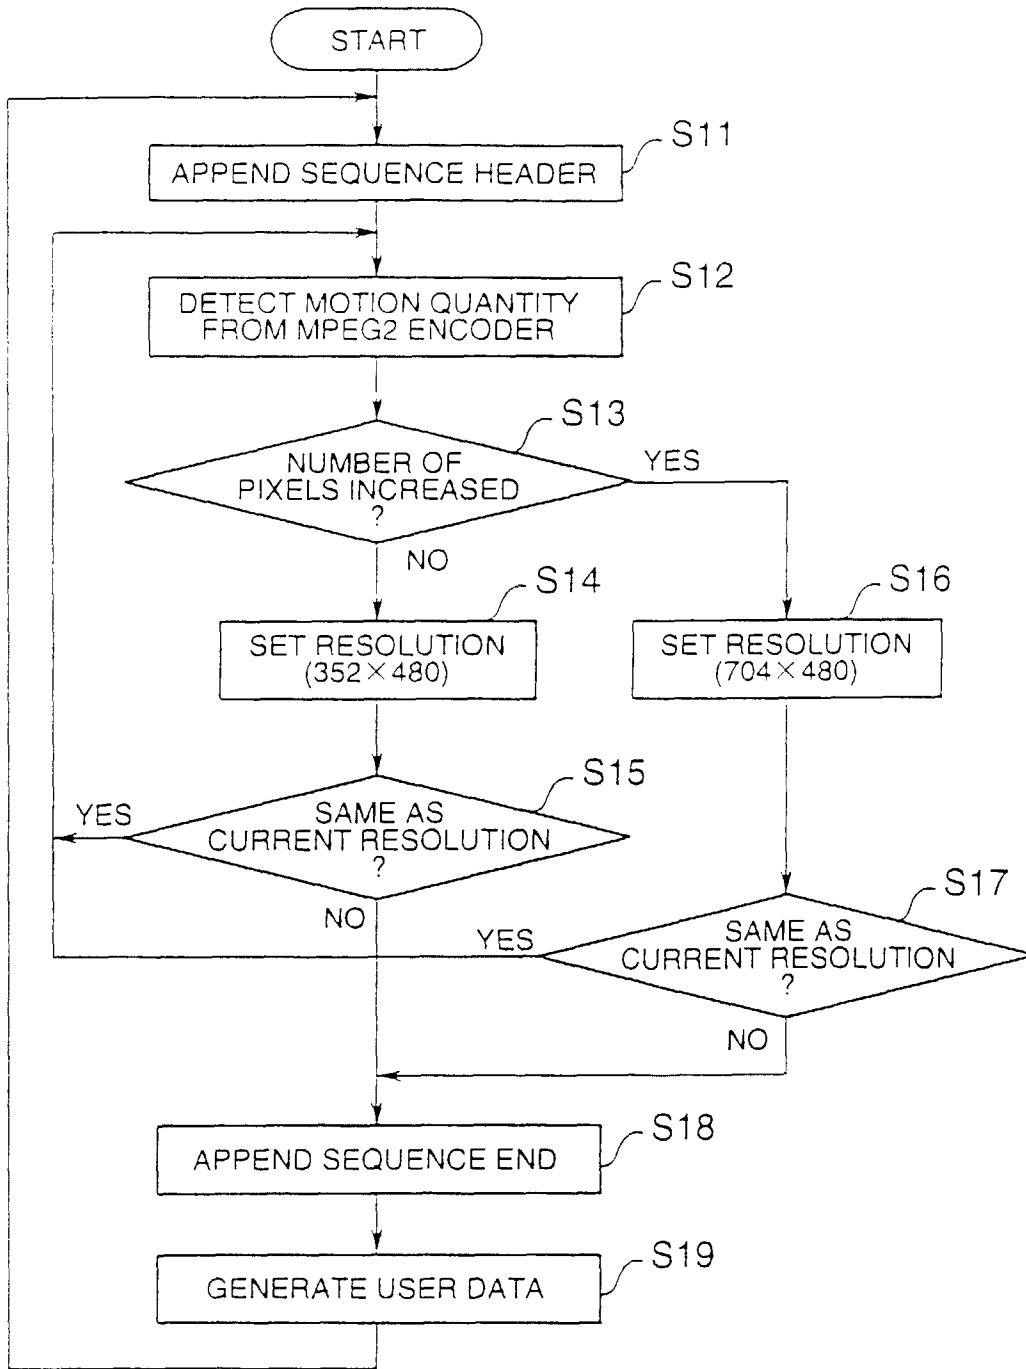 START
S11
APPEND SEQUENCE HEADER
S12
DETECT MOTION QUANTITY
FROM MPEG2 ENCODER
S13
NUMBER OF
PIXELS INCREASED
?
YES
NO
S14
SET RESOLUTION
(352×480)
S16
SET RESOLUTION
(704×480)
S15
SAME AS
CURRENT RESOLUTION
?
YES
NO
S17
SAME AS
CURRENT RESOLUTION
?
YES
NO
S18
APPEND SEQUENCE END
S19
GENERATE USER DATA